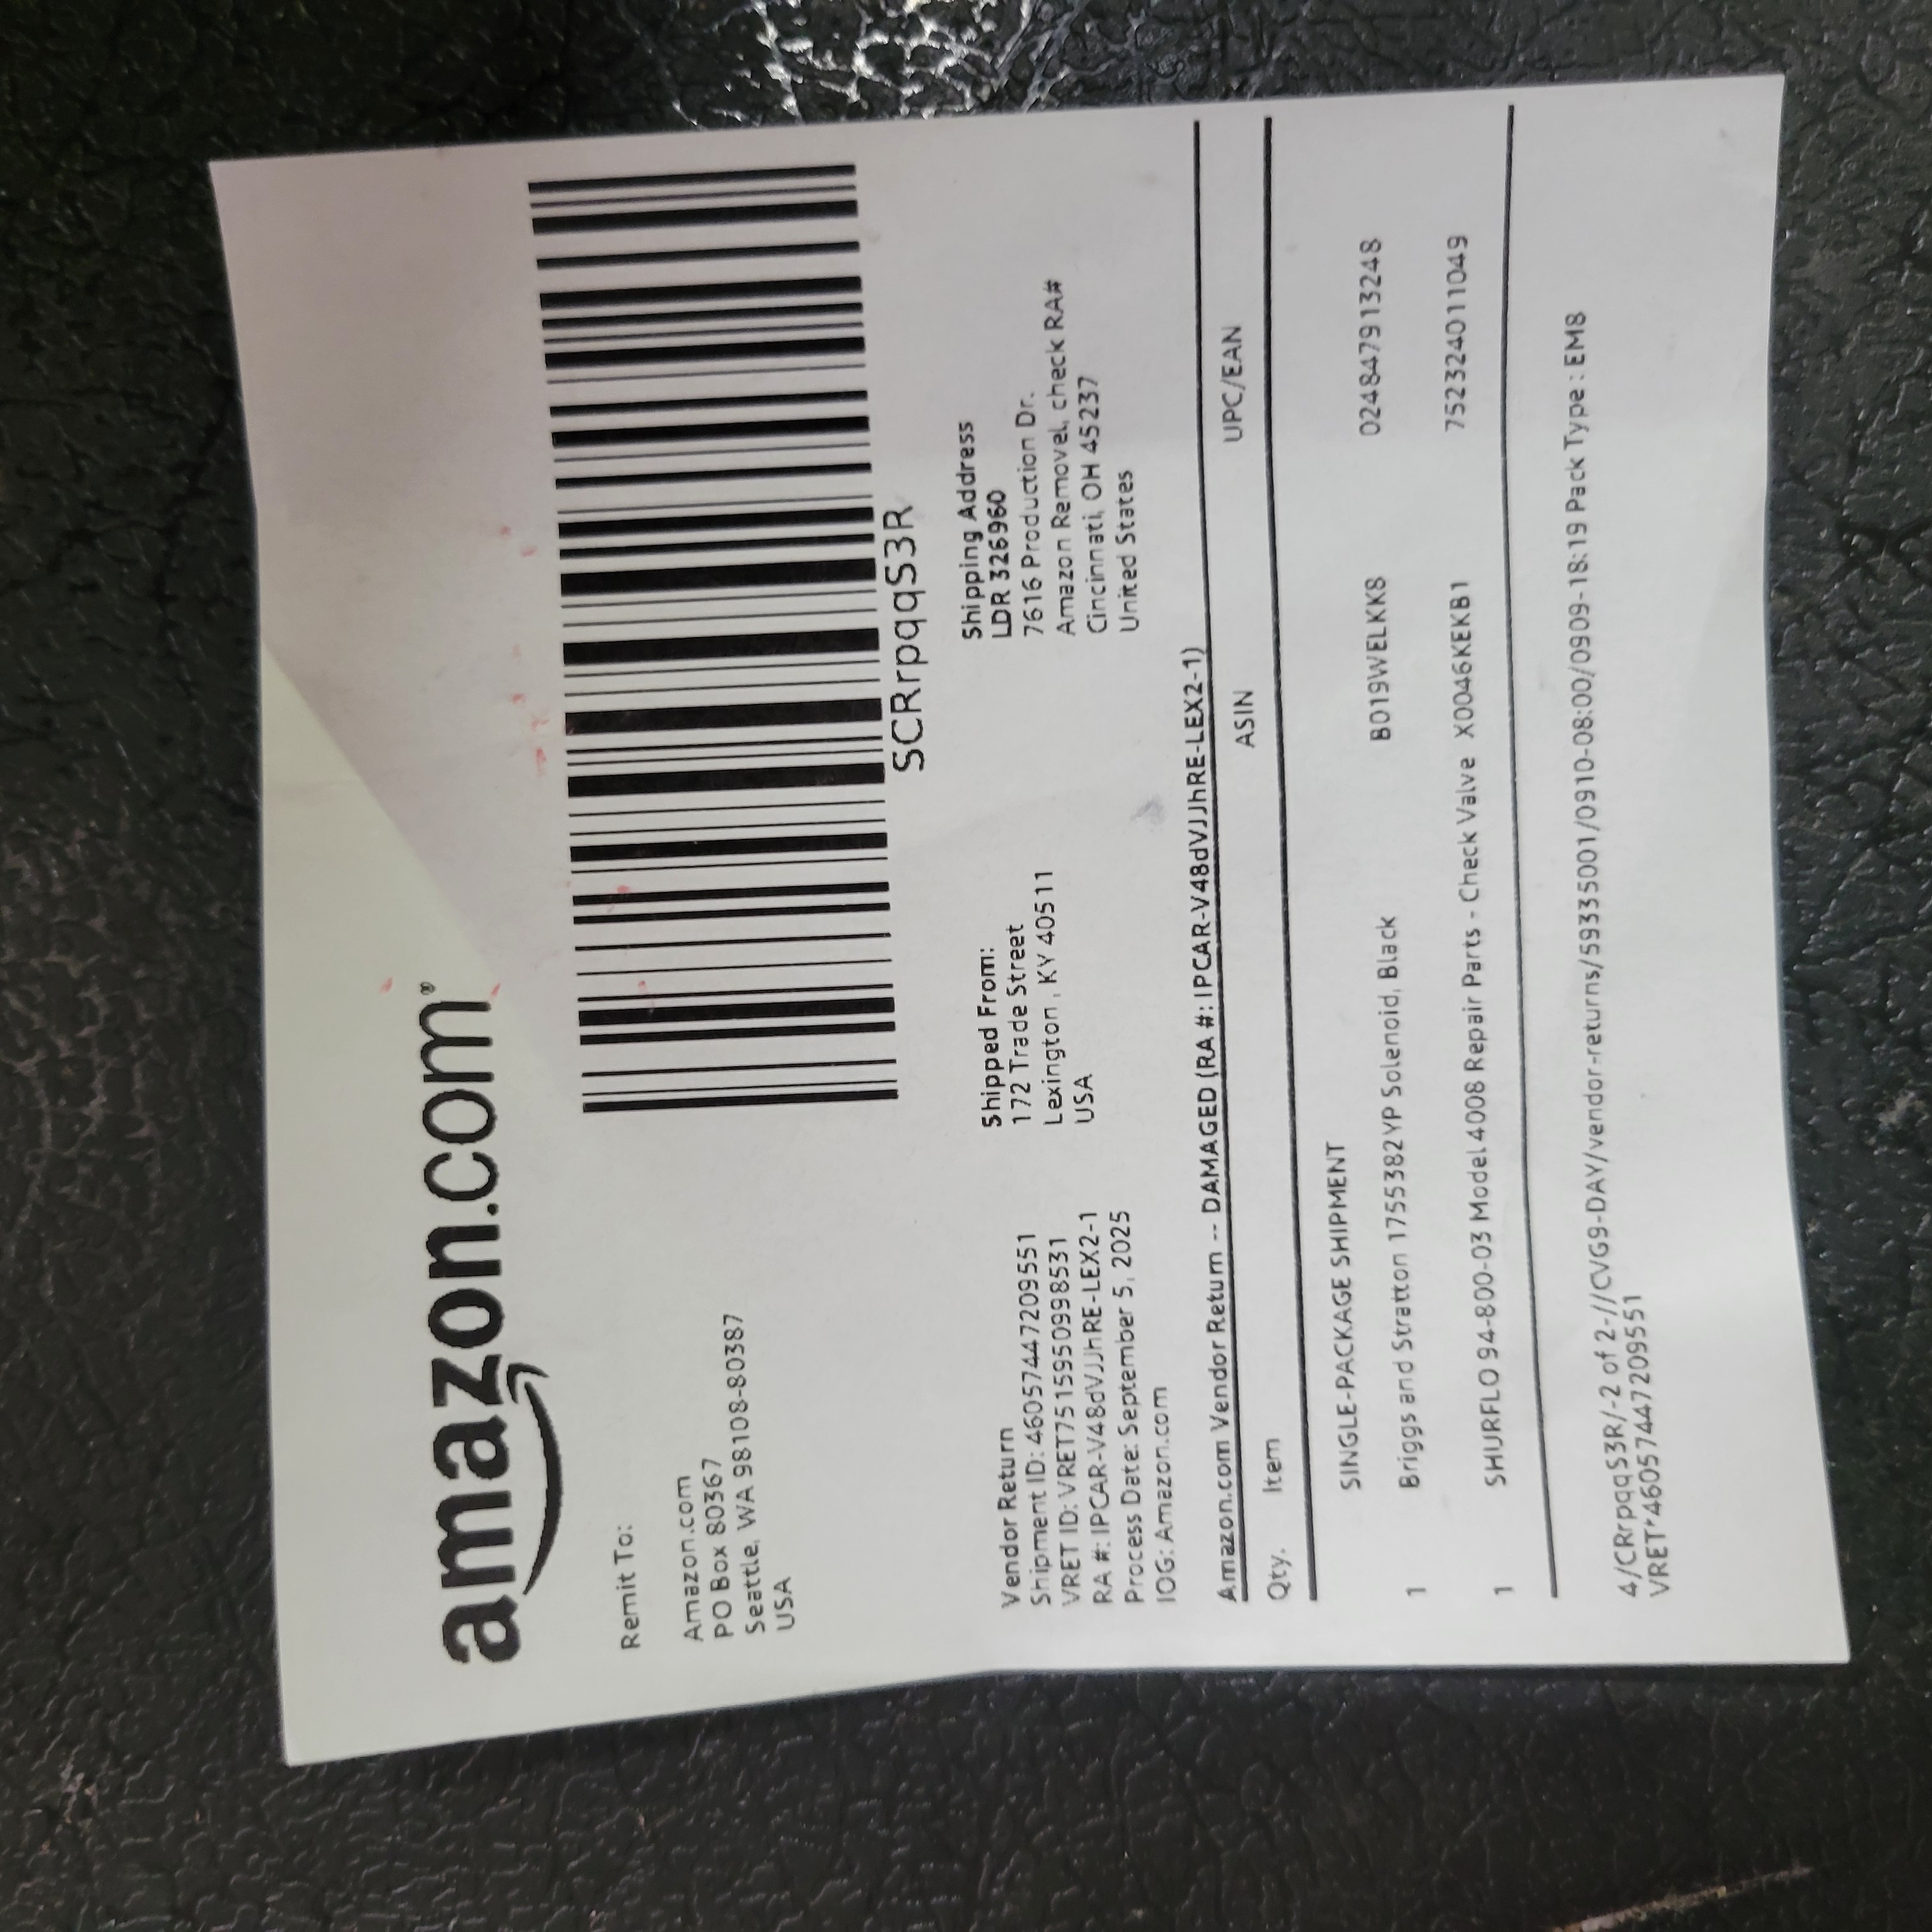 amazon.com®
Remit To:
Amazon.com
PO Box 80367
Seattle, WA 98108-80387
USA
SCRrpqqS3R
Vendor Return
Shipment ID: 46057447209551
VRET ID: VRET7515950998531
RA #: IPCAR-V48dVJJhRE-LEX2-1
Process Date: September 5, 2025
IOG: Amazon.com
Shipped From:
172 Trade Street
Lexington , KY 40511
USA
Shipping Address
LDR 326960
7616 Production Dr.
Amazon Removel, check RA#
Cincinnati, OH 45237
United States
Amazon.com Vendor Return -- DAMAGED (RA #: IPCAR-V48dVJJhRE-LEX2-1)
Qty. Item ASIN UPC/EAN
SINGLE-PACKAGE SHIPMENT
1 Briggs and Stratton 1755382YP Solenoid, Black B019WELKK8 024847913248
1 SHURFLO 94-800-03 Model 4008 Repair Parts - Check Valve X0046KEKB1 752324011049
4/CRrpqqS3R/-2 of 2-//CVG9-DAY/vendor-returns/59335001/0910-08:00/0909-18:19 Pack Type : EM8
VRET*46057447209551